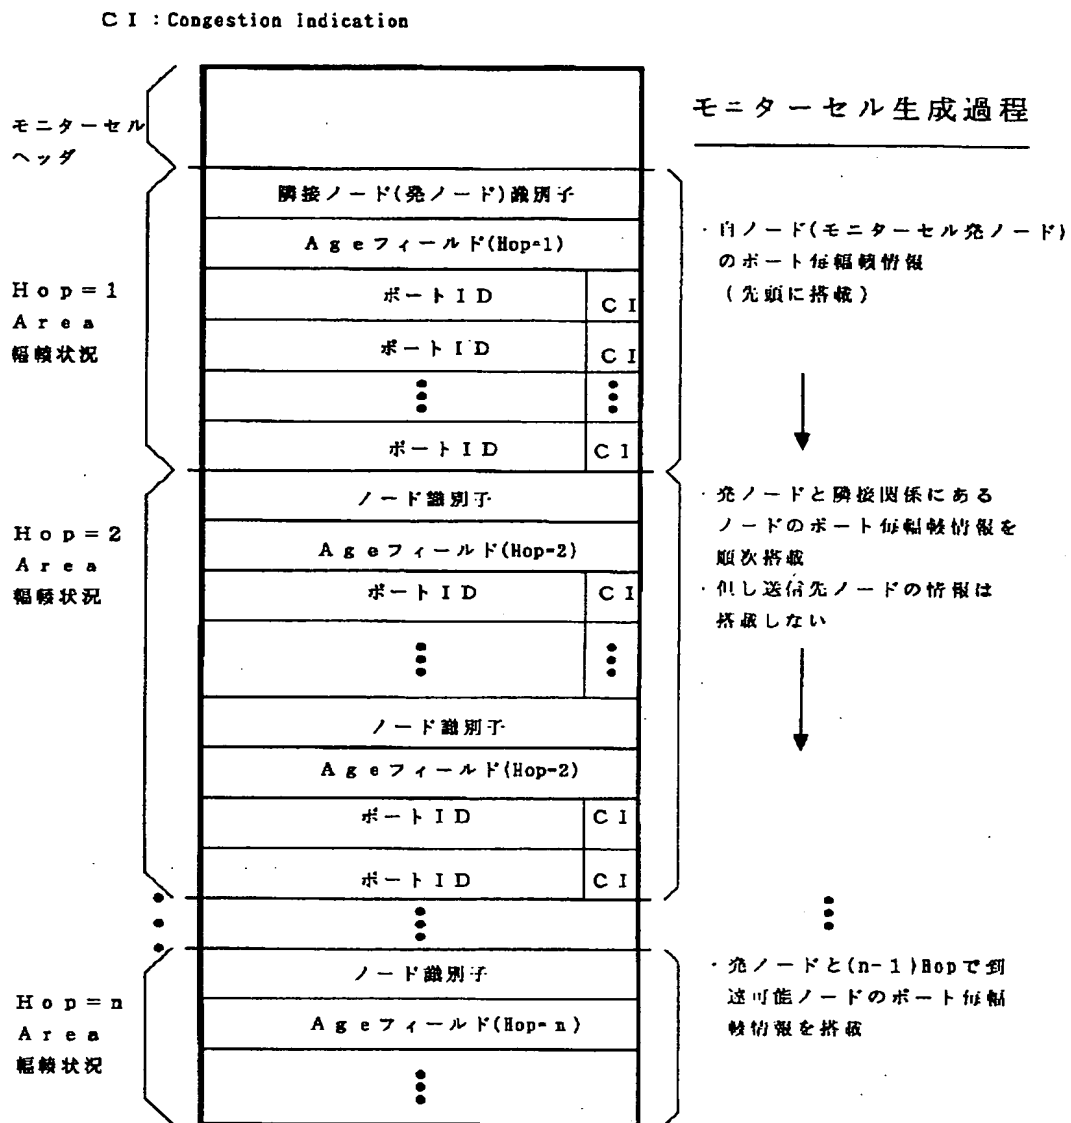 CI:Congestion Indication
モニターセル生成過程
モニターセル
ヘッダ
隣接ノード(発ノード)識別子
Ageフィールド(Hop=1)
Hop=1
Area
輻輳状況
ポートID CI
ポートID CI
ポートID CI
・自ノード(モニターセル発ノード)
のポート毎輻輳情報
(先頭に搭載)
ノード識別子
Ageフィールド(Hop=2)
Hop=2
Area
輻輳状況
ポートID CI
ノード識別子
Ageフィールド(Hop=2)
ポートID CI
ポートID CI
・発ノードと隣接関係にある
ノードのポート毎輻輳情報を
順次搭載
・但し送信先ノードの情報は
搭載しない
ノード識別子
Ageフィールド(Hop=n)
Hop=n
Area
輻輳状況
・発ノードと(n-1)Hopで到
達可能ノードのポート毎輻
輳情報を搭載